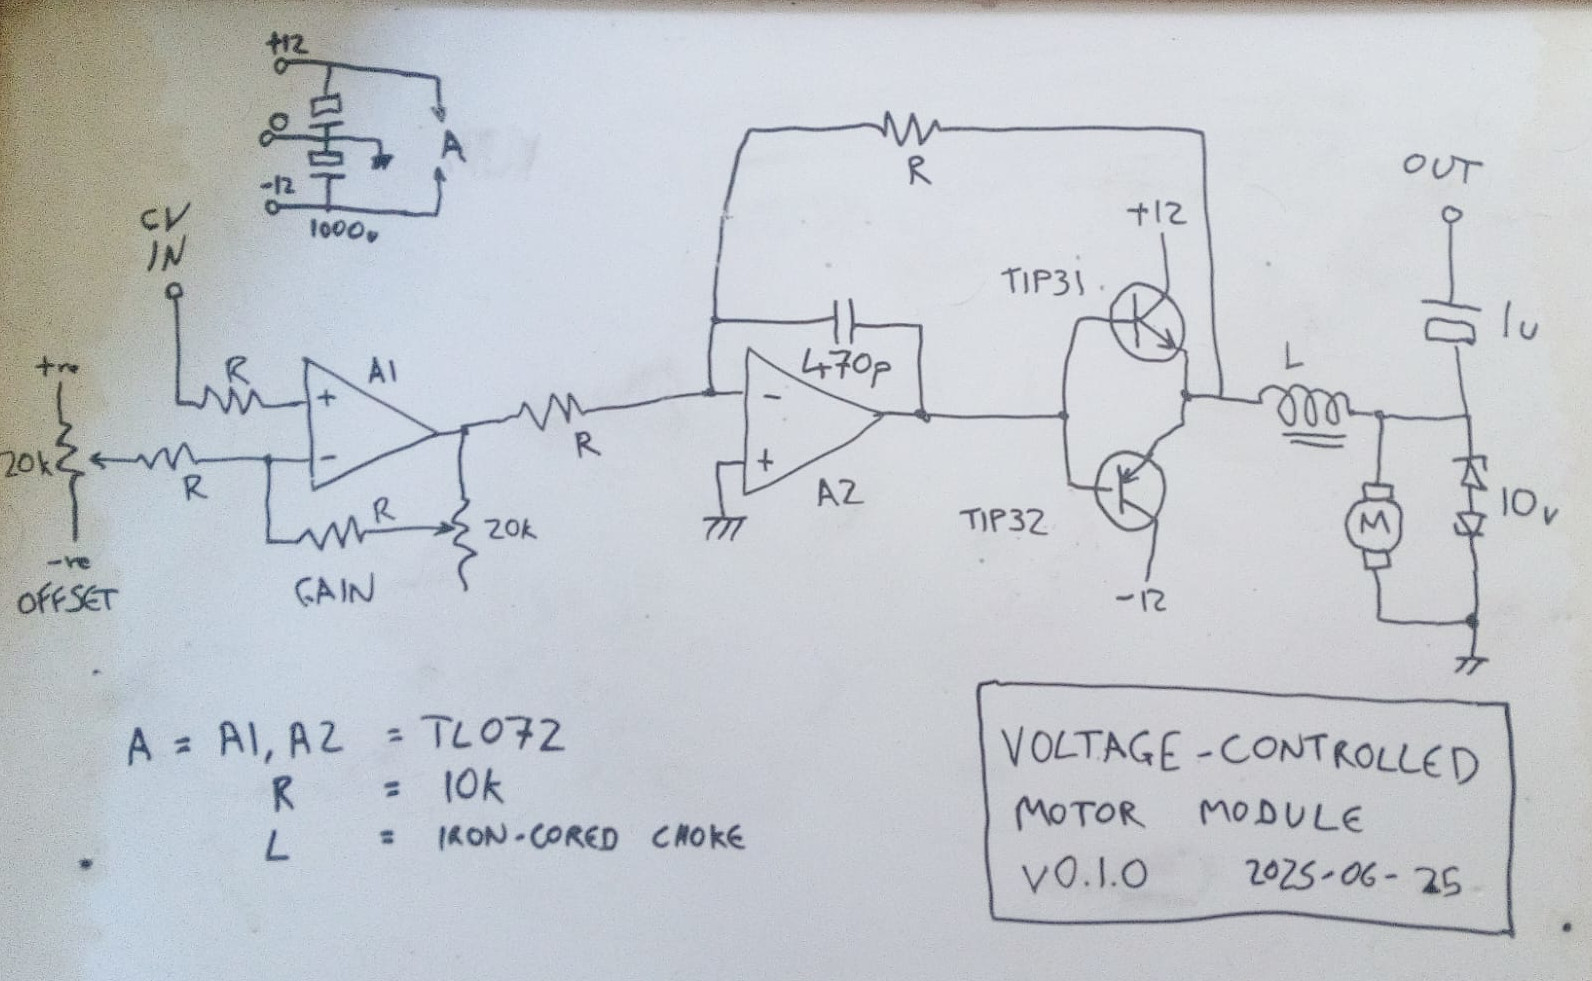 +12
0
-12
1000u
A
CV
IN
R
A1
+
-
+ve
20k
-ve
OFFSET
R
R
20k
GAIN
R
R
470p
-
+
A2
TIP31
+12
TIP32
-12
L
M
OUT
1u
10v
A = A1, A2 = TL072
R = 10k
L = IRON-CORED CHOKE
VOLTAGE-CONTROLLED
MOTOR MODULE
V0.1.0 2025-06-25